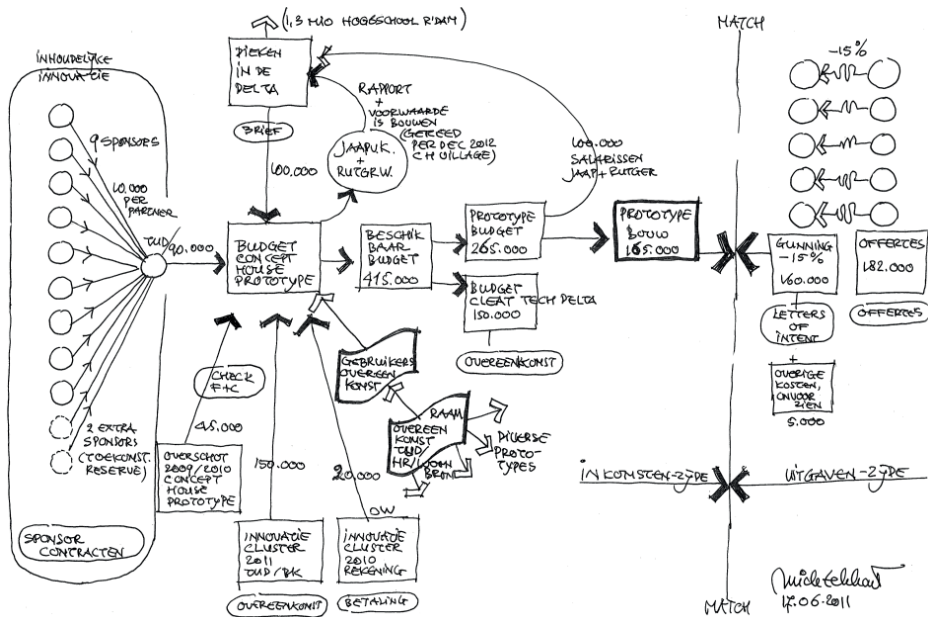 (1,3 MIO HOGESCHOOL R'DAM)
DIEKEN
IN DE
DELTA
BRIEF
100.000
RAPPORT
+
VOORWAARDE
IS BOUWEN
(GEREED
PER DEC 2012
CH VILLAGE)
JAAPV.K.
+
RUTGRW.
INHOUDELIJKE
INNOVATIE
9 SPONSORS
10.000
PER
PARTNER
TUD/
90.000
2 EXTRA
SPONSORS
(TOEKOMST.
RESERVE)
SPONSOR
CONTRACTEN
BUDGET
CONCEPT
HOUSE
PROTOTYPE
BESCHIK
BAAR
BUDGET
415.000
PROTOTYPE
BUDGET
265.000
BUDGET
CLEAT TECH DELTA
150.000
OVEREENKOMST
100.000
SALARISSEN
JAAP+RUTGER
PROTOTYPE
BOUW
165.000
CHECK
F+C
45.000
OVERSCHOT
2009/2010
CONCEPT
HOUSE
PROTOTYPE
150.000
INNOVATIE
CLUSTER
2011
TUD/BK
OVEREENKOMST
20.000
OW
INNOVATIE
CLUSTER
2010
REKENING
BETALING
GEBRUIKERS
OVEREEN
KOMST
RAAM
OVEREEN
KOMST
TUD/
HR/
DIVERSE
PROTO-
TYPES
MATCH
-15%
GUNNING
-15%
160.000
LETTERS
OF
INTENT
+
OVERIGE
KOSTEN,
ONVOOR
ZIEN
5.000
OFFERTES
182.000
OFFERTES
INKOMSTEN-ZIJDE
UITGAVEN-ZIJDE
MATCH
17.06.2011